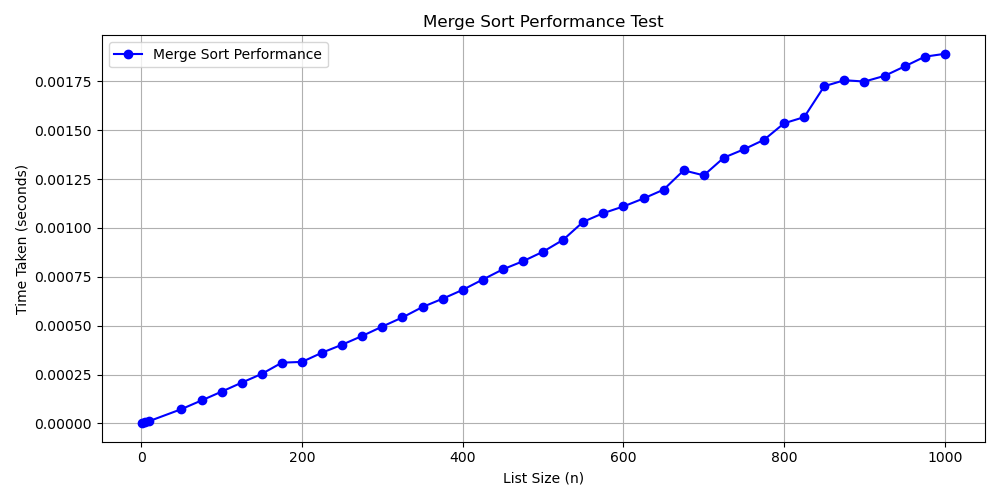 Merge Sort Performance Test
Merge Sort Performance
Time Taken (seconds)
0.00175
0.00150
0.00125
0.00100
0.00075
0.00050
0.00025
0.00000
0 200 400 600 800 1000
List Size (n)